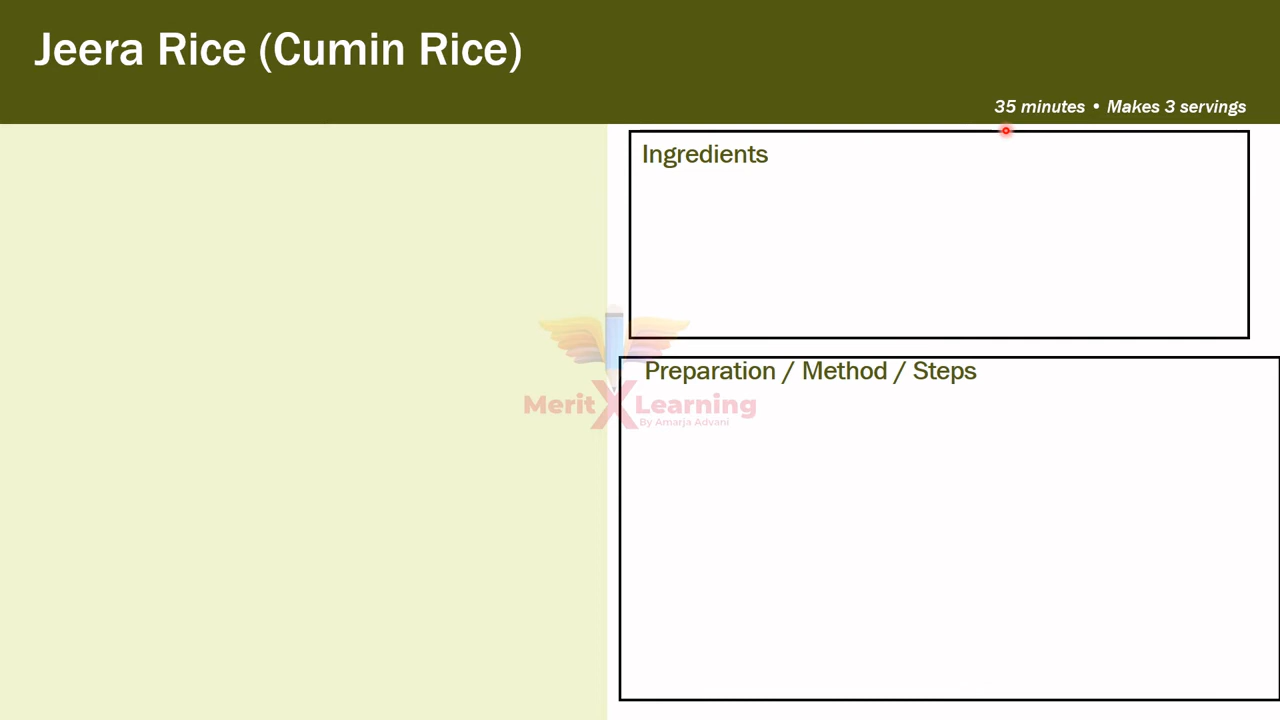 Jeera Rice (Cumin Rice)
35 minutes • Makes 3 servings
Ingredients
Preparation / Method / Steps
Merit X Learning
By Amarja Advani